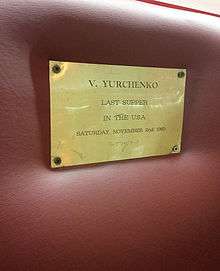 V. YURCHENKO
LAST SUPPER
IN THE USA
SATURDAY, NOVEMBER 2nd, 1985